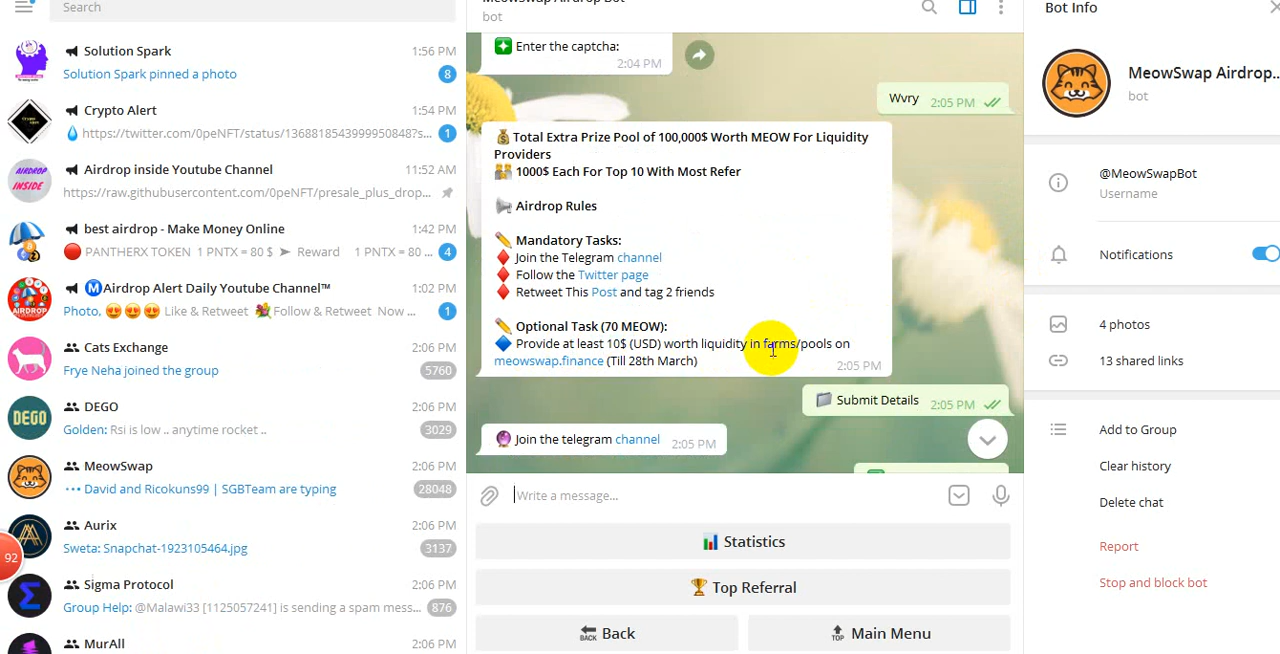 Search
Solution Spark 1:56 PM
Solution Spark pinned a photo 8
Crypto Alert 1:54 PM
https://twitter.com/0peNFT/status/1368818543999950848?s... 1
Airdrop inside Youtube Channel 11:52 AM
AIRDROP INSIDE
https://raw.githubusercontent.com/0peNFT/presale_plus_drop...
best airdrop - Make Money Online 1:42 PM
PANTHERX TOKEN 1 PNTX = 80 $ ➤ Reward 1 PNTX = 80 ... 4
ⓂAirdrop Alert Daily Youtube Channel™ 1:02 PM
Photo, 😍😍😍 Like & Retweet 💐Follow & Retweet Now ... 1
Cats Exchange 2:06 PM
Frye Neha joined the group 5760
DEGO 2:06 PM
DEGO
Golden: Rsi is low .. anytime rocket .. 3029
MeowSwap 2:06 PM
David and Ricokuns99 | SGBTeam are typing 28048
Aurix 2:06 PM
Sweta: Snapchat-1923105464.jpg 3137
92
Sigma Protocol 2:06 PM
Group Help: @Malawi33 [1125057241] is sending a spam mess... 876
MurAll 2:06 PM
bot
Enter the captcha:
2:04 PM
Wvry 2:05 PM
💰Total Extra Prize Pool of 100,000$ Worth MEOW For Liquidity
Providers
1000$ Each For Top 10 With Most Refer
Airdrop Rules
✏️ Mandatory Tasks:
♦️ Join the Telegram channel
♦️ Follow the Twitter page
♦️ Retweet This Post and tag 2 friends
✏️ Optional Task (70 MEOW):
🔷 Provide at least 10$ (USD) worth liquidity in farms/pools on
meowswap.finance (Till 28th March)
2:05 PM
Submit Details 2:05 PM
🔮 Join the telegram channel 2:05 PM
Write a message...
📊 Statistics
🏆 Top Referral
🔙 Back
🔝 Main Menu
Bot Info
MeowSwap Airdrop...
bot
@MeowSwapBot
Username
Notifications
4 photos
13 shared links
Add to Group
Clear history
Delete chat
Report
Stop and block bot